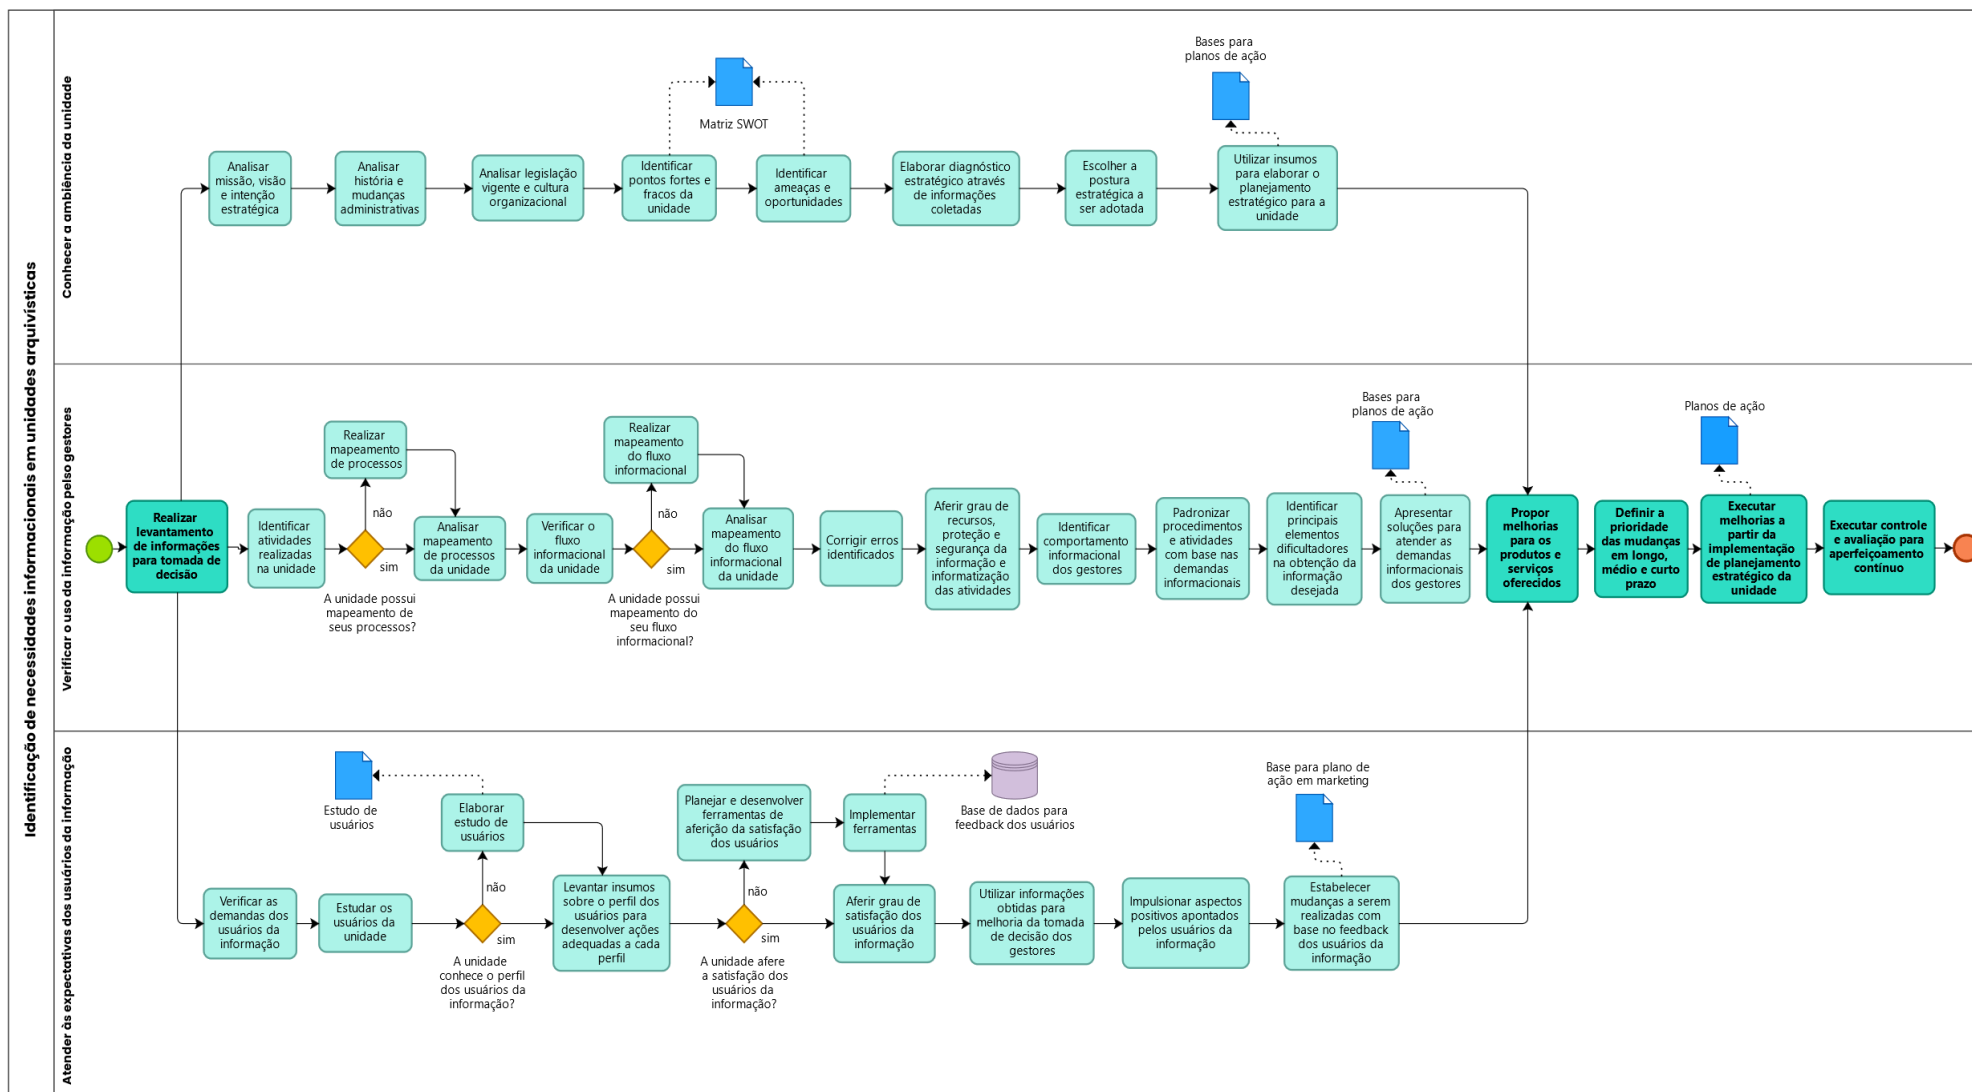 Identificação de necessidades informacionais em unidades arquivísticas
Conhecer a ambiência da unidade
Bases para
planos de ação
Matriz SWOT
Analisar
missão, visão
e intenção
estratégica
Analisar
história e
mudanças
administrativas
Analisar legislação
vigente e cultura
organizacional
Identificar
pontos fortes e
fracos da
unidade
Identificar
ameaças e
oportunidades
Elaborar diagnóstico
estratégico através
de informações
coletadas
Escolher a
postura
estratégica a
ser adotada
Utilizar insumos
para elaborar o
planejamento
estratégico para a
unidade
Verificar o uso da informação pelso gestores
Realizar
levantamento
de informações
para tomada de
decisão
Identificar
atividades
realizadas
na unidade
Realizar
mapeamento
de processos
não
sim
A unidade possui
mapeamento de
seus processos?
Analisar
mapeamento
de processos
da unidade
Verificar o
fluxo
informacional
da unidade
Realizar
mapeamento
do fluxo
informacional
não
sim
A unidade possui
mapeamento do
seu fluxo
informacional?
Analisar
mapeamento
do fluxo
informacional
da unidade
Corrigir erros
identificados
Aferir grau de
recursos,
proteção e
segurança da
informação e
informatização
das atividades
Identificar
comportamento
informacional
dos gestores
Padronizar
procedimentos
e atividades
com base nas
demandas
informacionais
Identificar
principais
elementos
dificultadores
na obtenção da
informação
desejada
Bases para
planos de ação
Apresentar
soluções para
atender as
demandas
informacionais
dos gestores
Propor
melhorias
para os
produtos e
serviços
oferecidos
Definir a
prioridade
das mudanças
em longo,
médio e curto
prazo
Planos de ação
Executar
melhorias a
partir da
implementação
de planejamento
estratégico da
unidade
Executar controle
e avaliação para
aperfeiçoamento
contínuo
Atender às expectativas dos usuários da informação
Estudo de
usuários
Verificar as
demandas dos
usuários da
informação
Estudar os
usuários da
unidade
Elaborar
estudo de
usuários
não
sim
A unidade
conhece o perfil
dos usuários da
informação?
Levantar insumos
sobre o perfil dos
usuários para
desenvolver ações
adequadas a cada
perfil
Planejar e desenvolver
ferramentas de
aferição da satisfação
dos usuários
não
sim
A unidade afere
a satisfação dos
usuários da
informação?
Implementar
ferramentas
Base de dados para
feedback dos usuários
Aferir grau de
satisfação dos
usuários da
informação
Utilizar informações
obtidas para
melhoria da tomada
de decisão dos
gestores
Impulsionar aspectos
positivos apontados
pelos usuários da
informação
Base para plano de
ação em marketing
Estabelecer
mudanças a serem
realizadas com
base no feedback
dos usuários da
informação